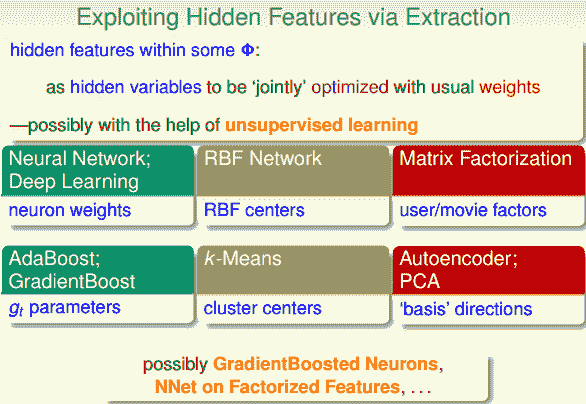 Exploiting Hidden Features via Extraction
hidden features within some Φ:
as hidden variables to be ‘jointly’ optimized with usual weights
—possibly with the help of unsupervised learning
Neural Network;
Deep Learning
neuron weights
RBF Network
RBF centers
Matrix Factorization
user/movie factors
AdaBoost;
GradientBoost
gt parameters
k-Means
cluster centers
Autoencoder;
PCA
‘basis’ directions
possibly GradientBoosted Neurons,
NNet on Factorized Features, . . .